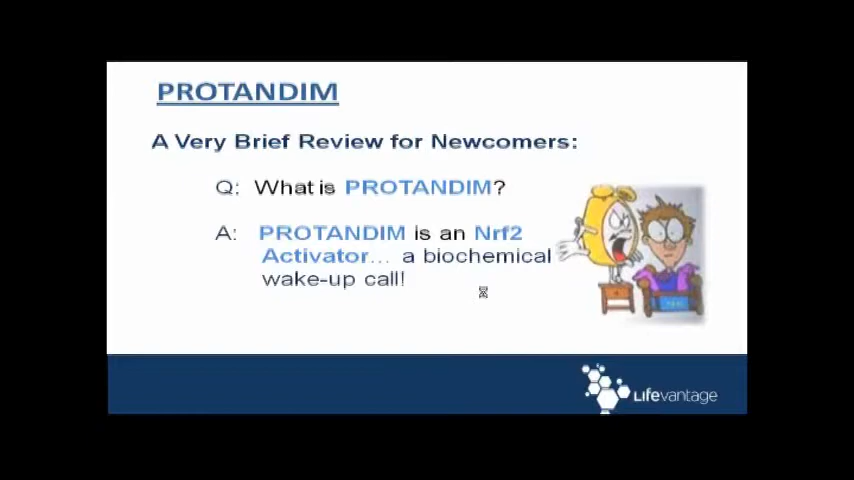 PROTANDIM
A Very Brief Review for Newcomers:
Q: What is PROTANDIM?
A: PROTANDIM is an Nrf2
Activator... a biochemical
wake-up call!
Lifevantage